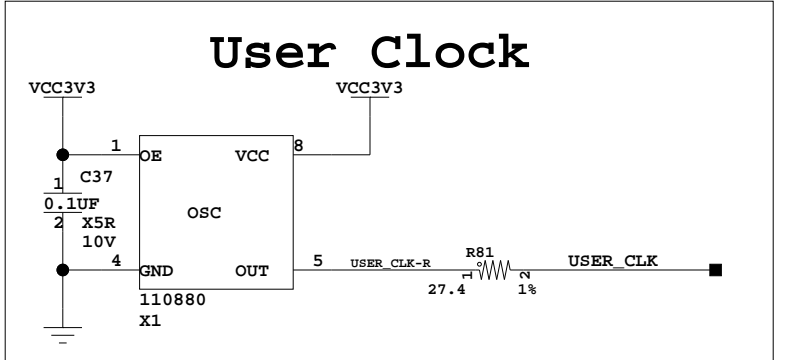 User Clock
VCC3V3 VCC3V3
1 OE VCC 8
1 C37
0.1UF OSC
2 X5R
10V
4 GND OUT 5 USER_CLK-R R81 1 2 USER_CLK
27.4 1%
110880
X1